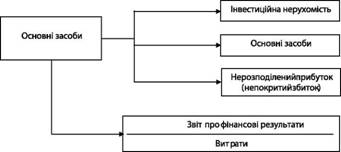 Основні засоби
Інвестиційна нерухомість
Основні засоби
Нерозподіленийприбуток
(непокритийзбиток)
Звіт профінансові результати
Витрати